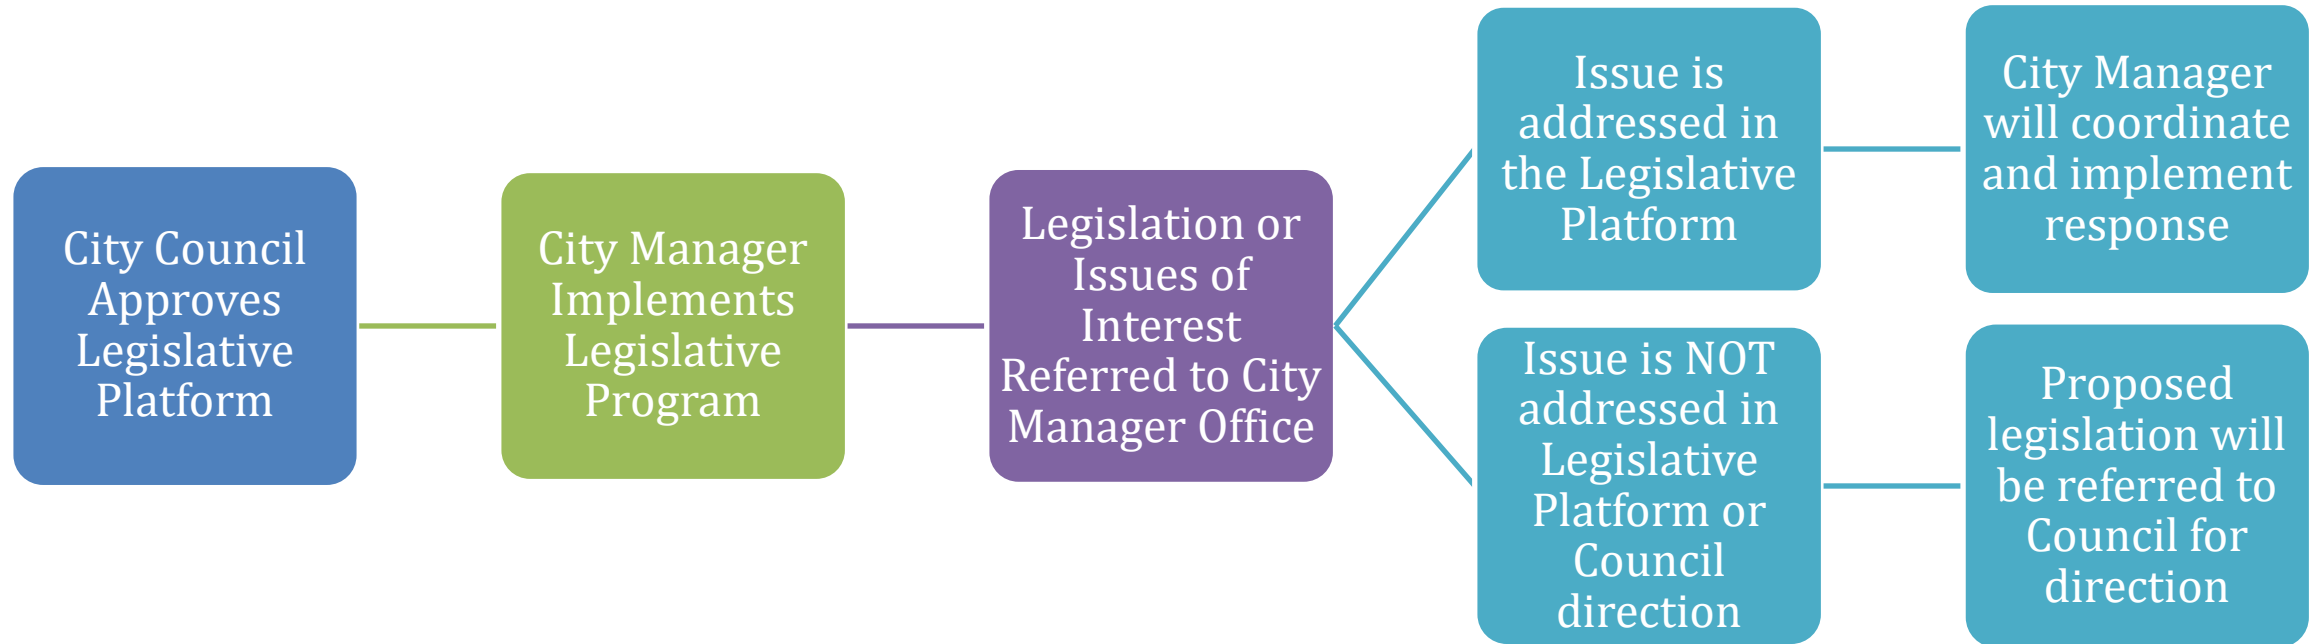 City Council
Approves
Legislative
Platform
City Manager
Implements
Legislative
Program
Legislation or
Issues of
Interest
Referred to City
Manager Office
Issue is
addressed in
the Legislative
Platform
City Manager
will coordinate
and implement
response
Issue is NOT
addressed in
Legislative
Platform or
Council
direction
Proposed
legislation will
be referred to
Council for
direction